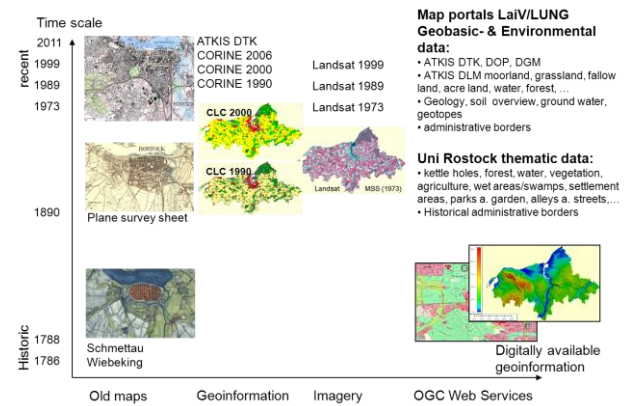 Time scale
recent
2011
1999
1989
1973
1890
Historic
1788
1786
ROSTOCK
Plane survey sheet
Schmettau
Wiebeking
ATKIS DTK
CORINE 2006
CORINE 2000
CORINE 1990
CLC 2000
CLC 1990
Landsat 1999
Landsat 1989
Landsat 1973
Landsat MSS (1973)
Map portals LaiV/LUNG
Geobasic- & Environmental
data:
• ATKIS DTK, DOP, DGM
• ATKIS DLM moorland, grassland, fallow
land, acre land, water, forest, ...
• Geology, soil overview, ground water,
geotopes
• administrative borders
Uni Rostock thematic data:
• kettle holes, forest, water, vegetation,
agriculture, wet areas/swamps, settlement
areas, parks a. garden, alleys a. streets,...
• Historical administrative borders
Digitally available
geoinformation
Old maps
Geoinformation
Imagery
OGC Web Services